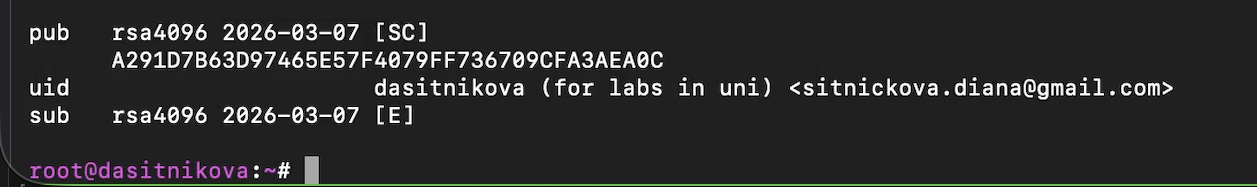 pub   rsa4096 2026-03-07 [SC]
      A291D7B63D97465E57F4079FF736709CFA3AEA0C
uid                  dasitnikova (for labs in uni) <sitnickova.diana@gmail.com>
sub   rsa4096 2026-03-07 [E]
root@dasitnikova:~#